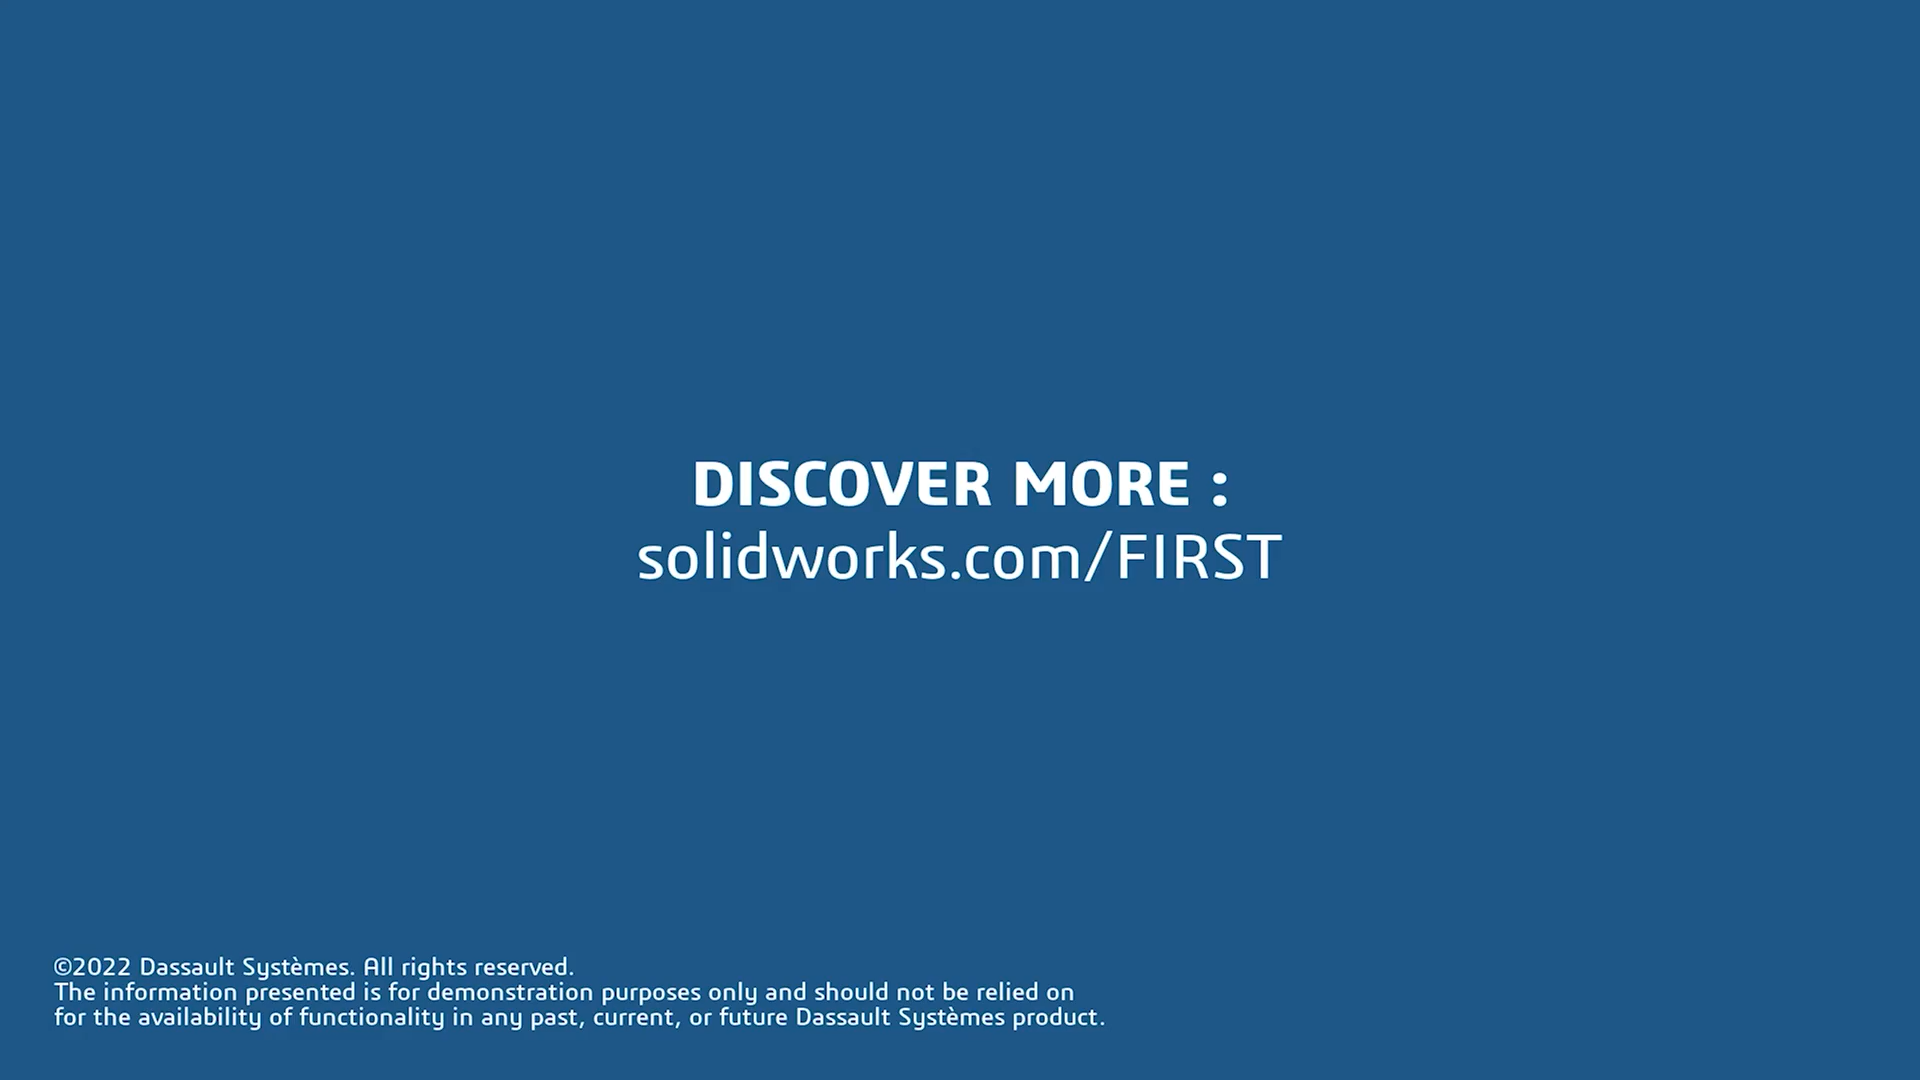 DISCOVER MORE :
solidworks.com/FIRST
©2022 Dassault Systèmes. All rights reserved.
The information presented is for demonstration purposes only and should not be relied on
for the availability of functionality in any past, current, or future Dassault Systèmes product.